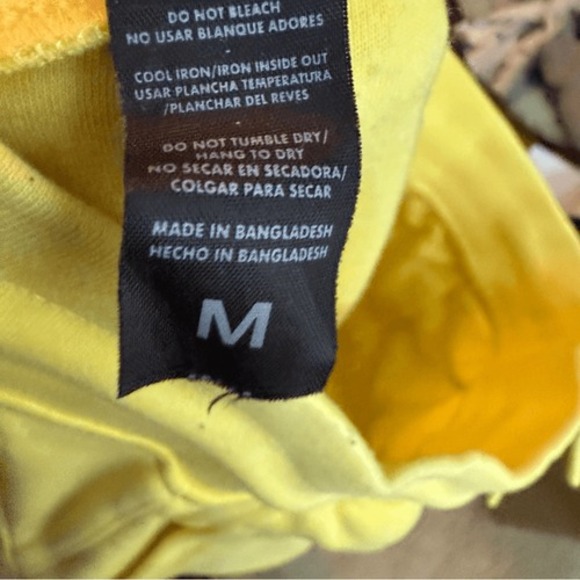 DO NOT BLEACH
NO USAR BLANQUE ADORES
COOL IRON/IRON INSIDE OUT
USAR PLANCHA TEMPERATURA
/PLANCHAR DEL REVES
DO NOT TUMBLE DRY/
HANG TO DRY
NO SECAR EN SECADORA/
COLGAR PARA SECAR
MADE IN BANGLADESH
HECHO IN BANGLADESH
M